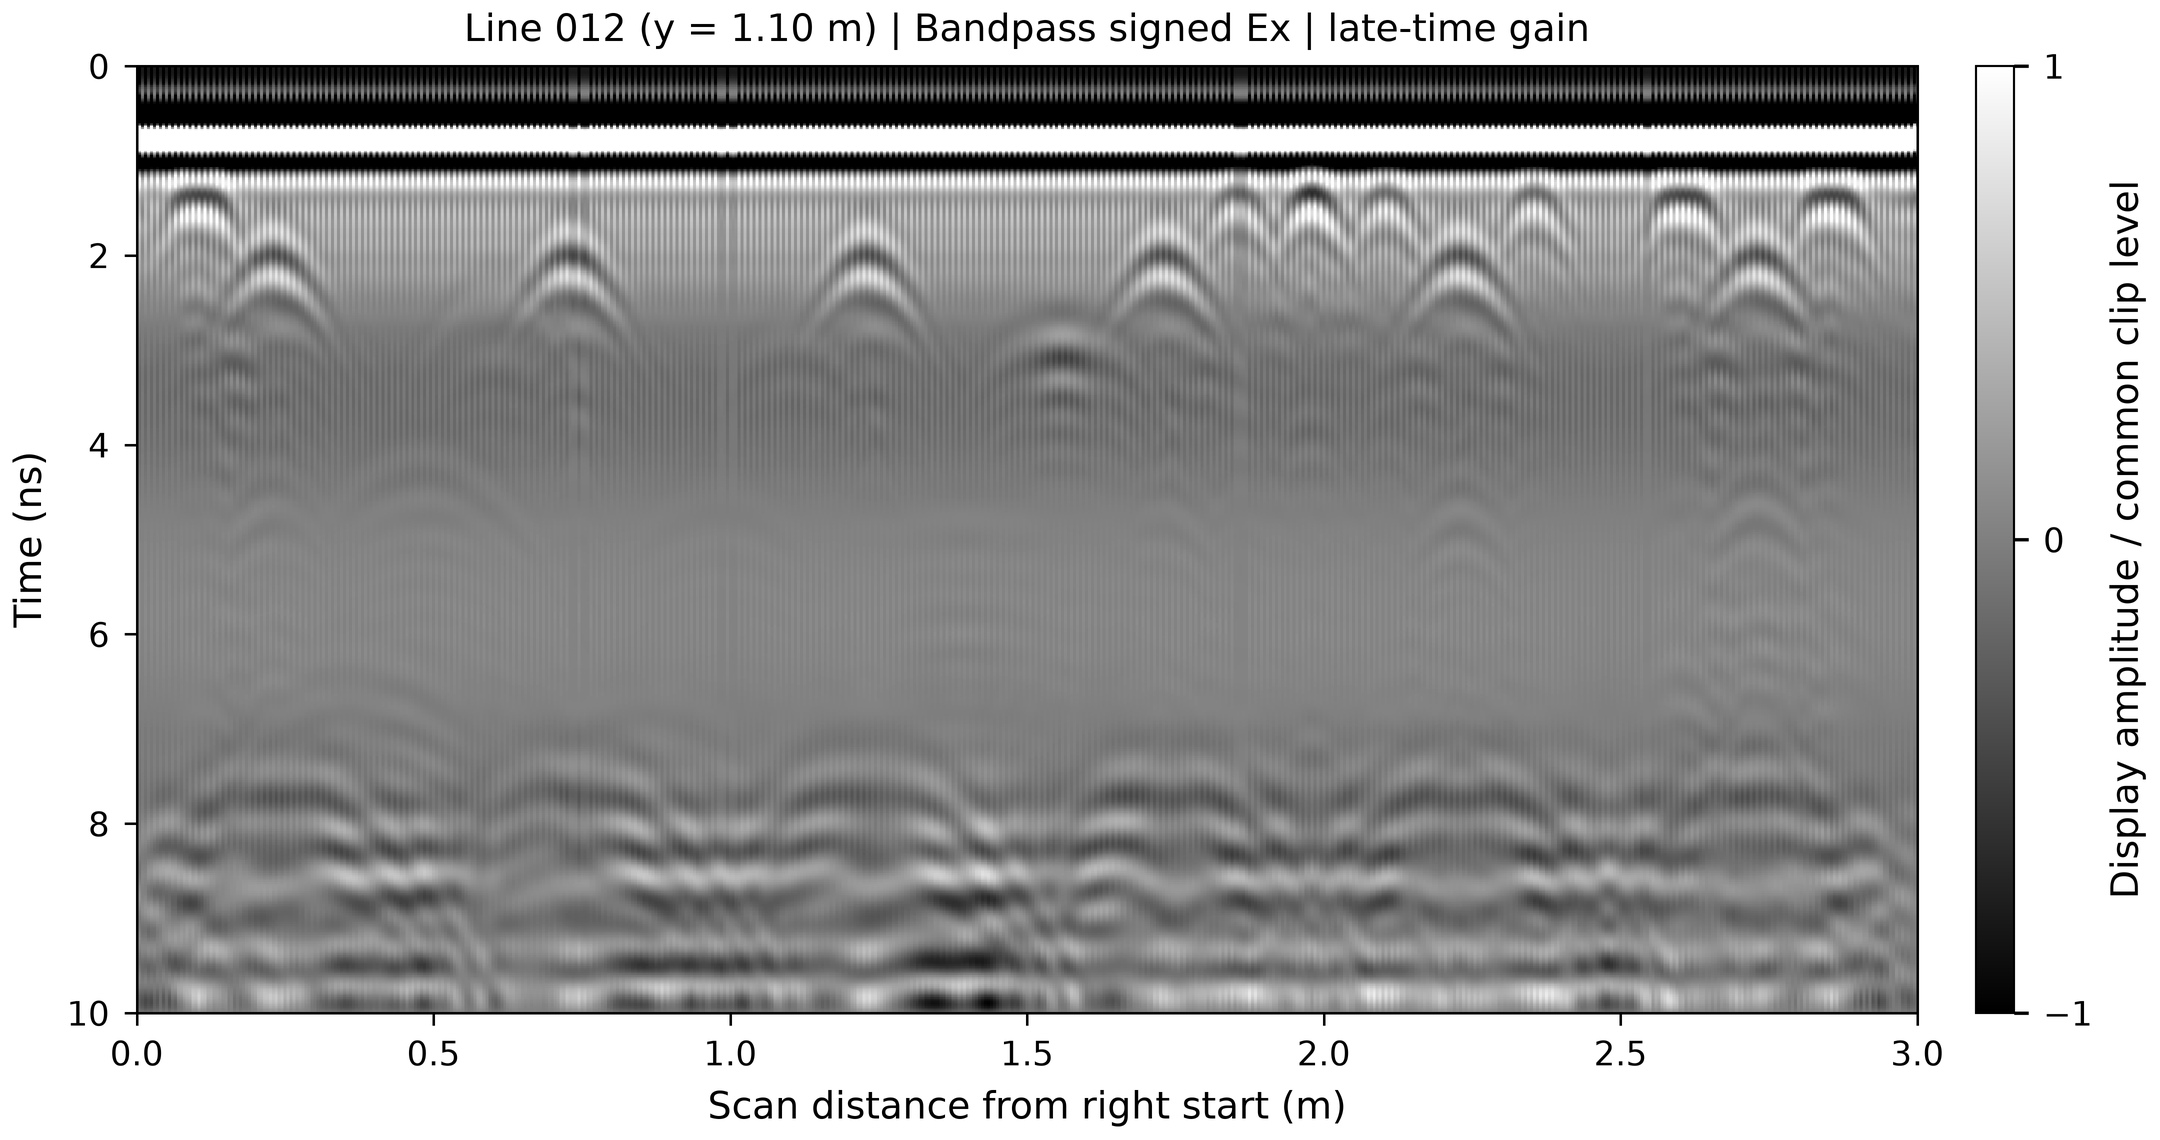 Line 012 (y = 1.10 m) | Bandpass signed Ex | late-time gain
Time (ns)
0
2
4
6
8
10
0.0 0.5 1.0 1.5 2.0 2.5 3.0
Scan distance from right start (m)
1
0
−1
Display amplitude / common clip level